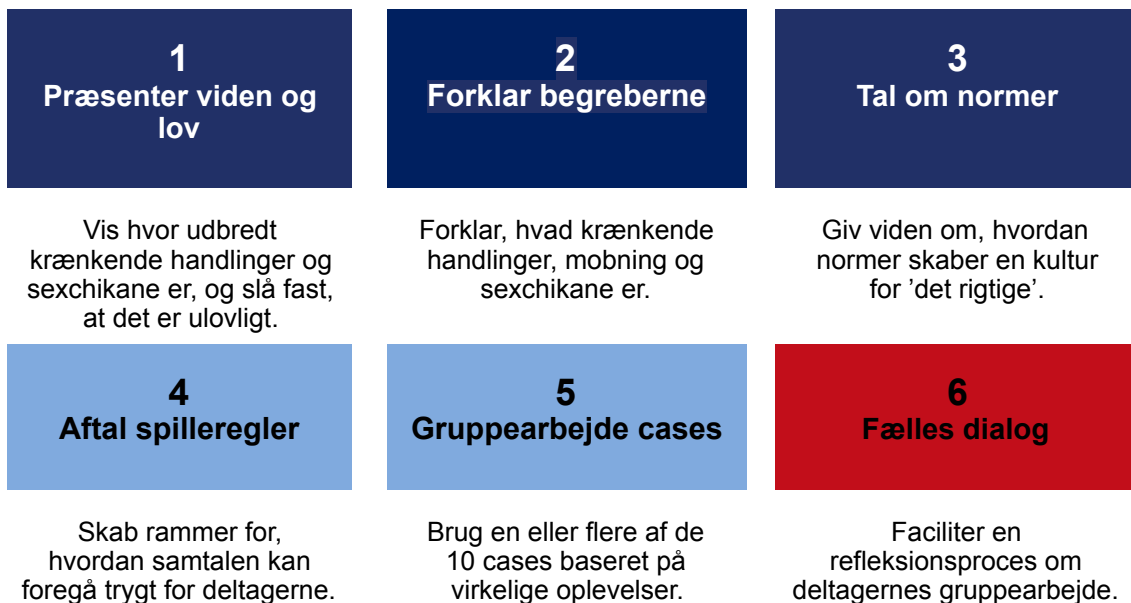 1
Præsenter viden og
lov
Vis hvor udbredt
krænkende handlinger og
sexchikane er, og slå fast,
at det er ulovligt.
2
Forklar begreberne
Forklar, hvad krænkende
handlinger, mobning og
sexchikane er.
3
Tal om normer
Giv viden om, hvordan
normer skaber en kultur
for ’det rigtige’.
4
Aftal spilleregler
Skab rammer for,
hvordan samtalen kan
foregå trygt for deltagerne.
5
Gruppearbejde cases
Brug en eller flere af de
10 cases baseret på
virkelige oplevelser.
6
Fælles dialog
Faciliter en
refleksionsproces om
deltagernes gruppearbejde.